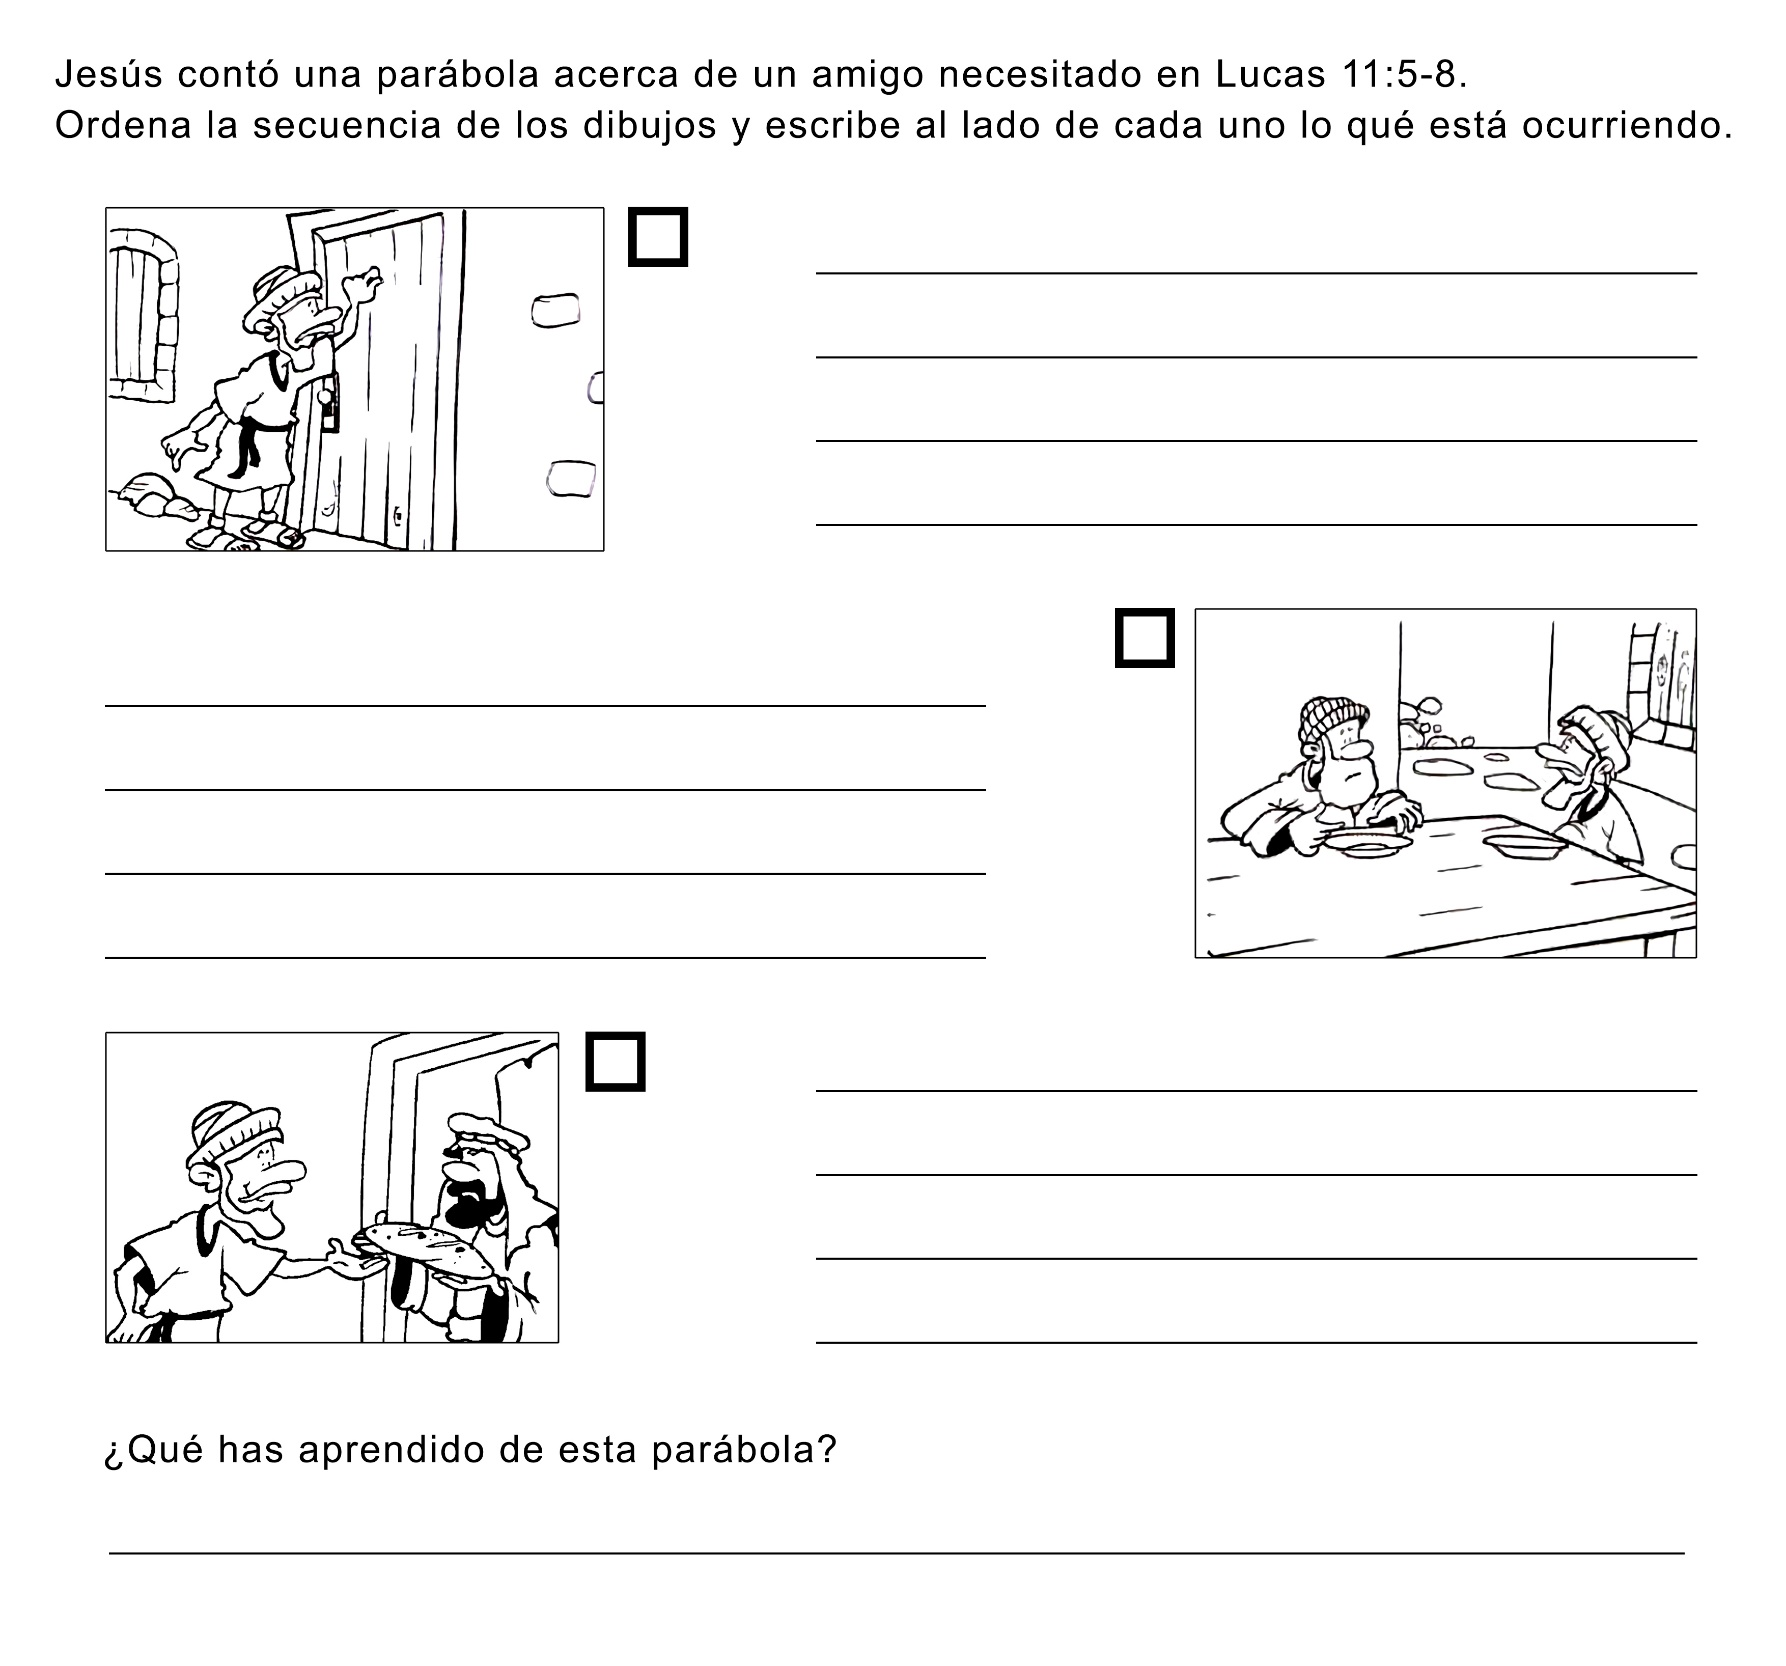 Jesús contó una parábola acerca de un amigo necesitado en Lucas 11:5-8.
Ordena la secuencia de los dibujos y escribe al lado de cada uno lo qué está ocurriendo.
¿Qué has aprendido de esta parábola?